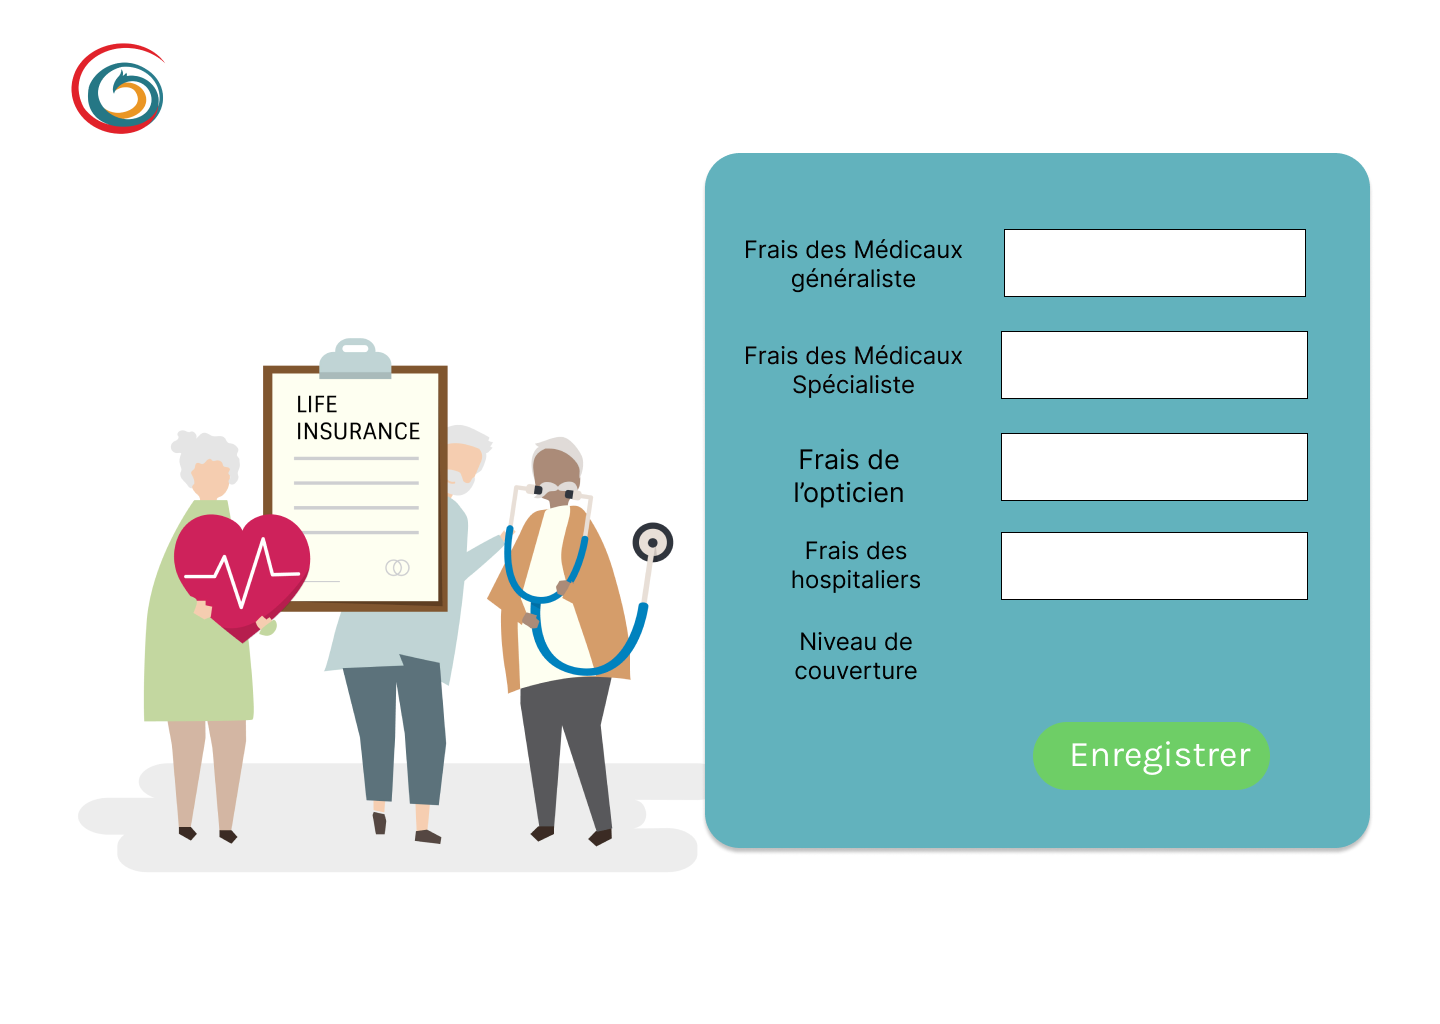 LIFE
INSURANCE
Frais des Médicaux
généraliste
Frais des Médicaux
Spécialiste
Frais de
l’opticien
Frais des
hospitaliers
Niveau de
couverture
Enregistrer